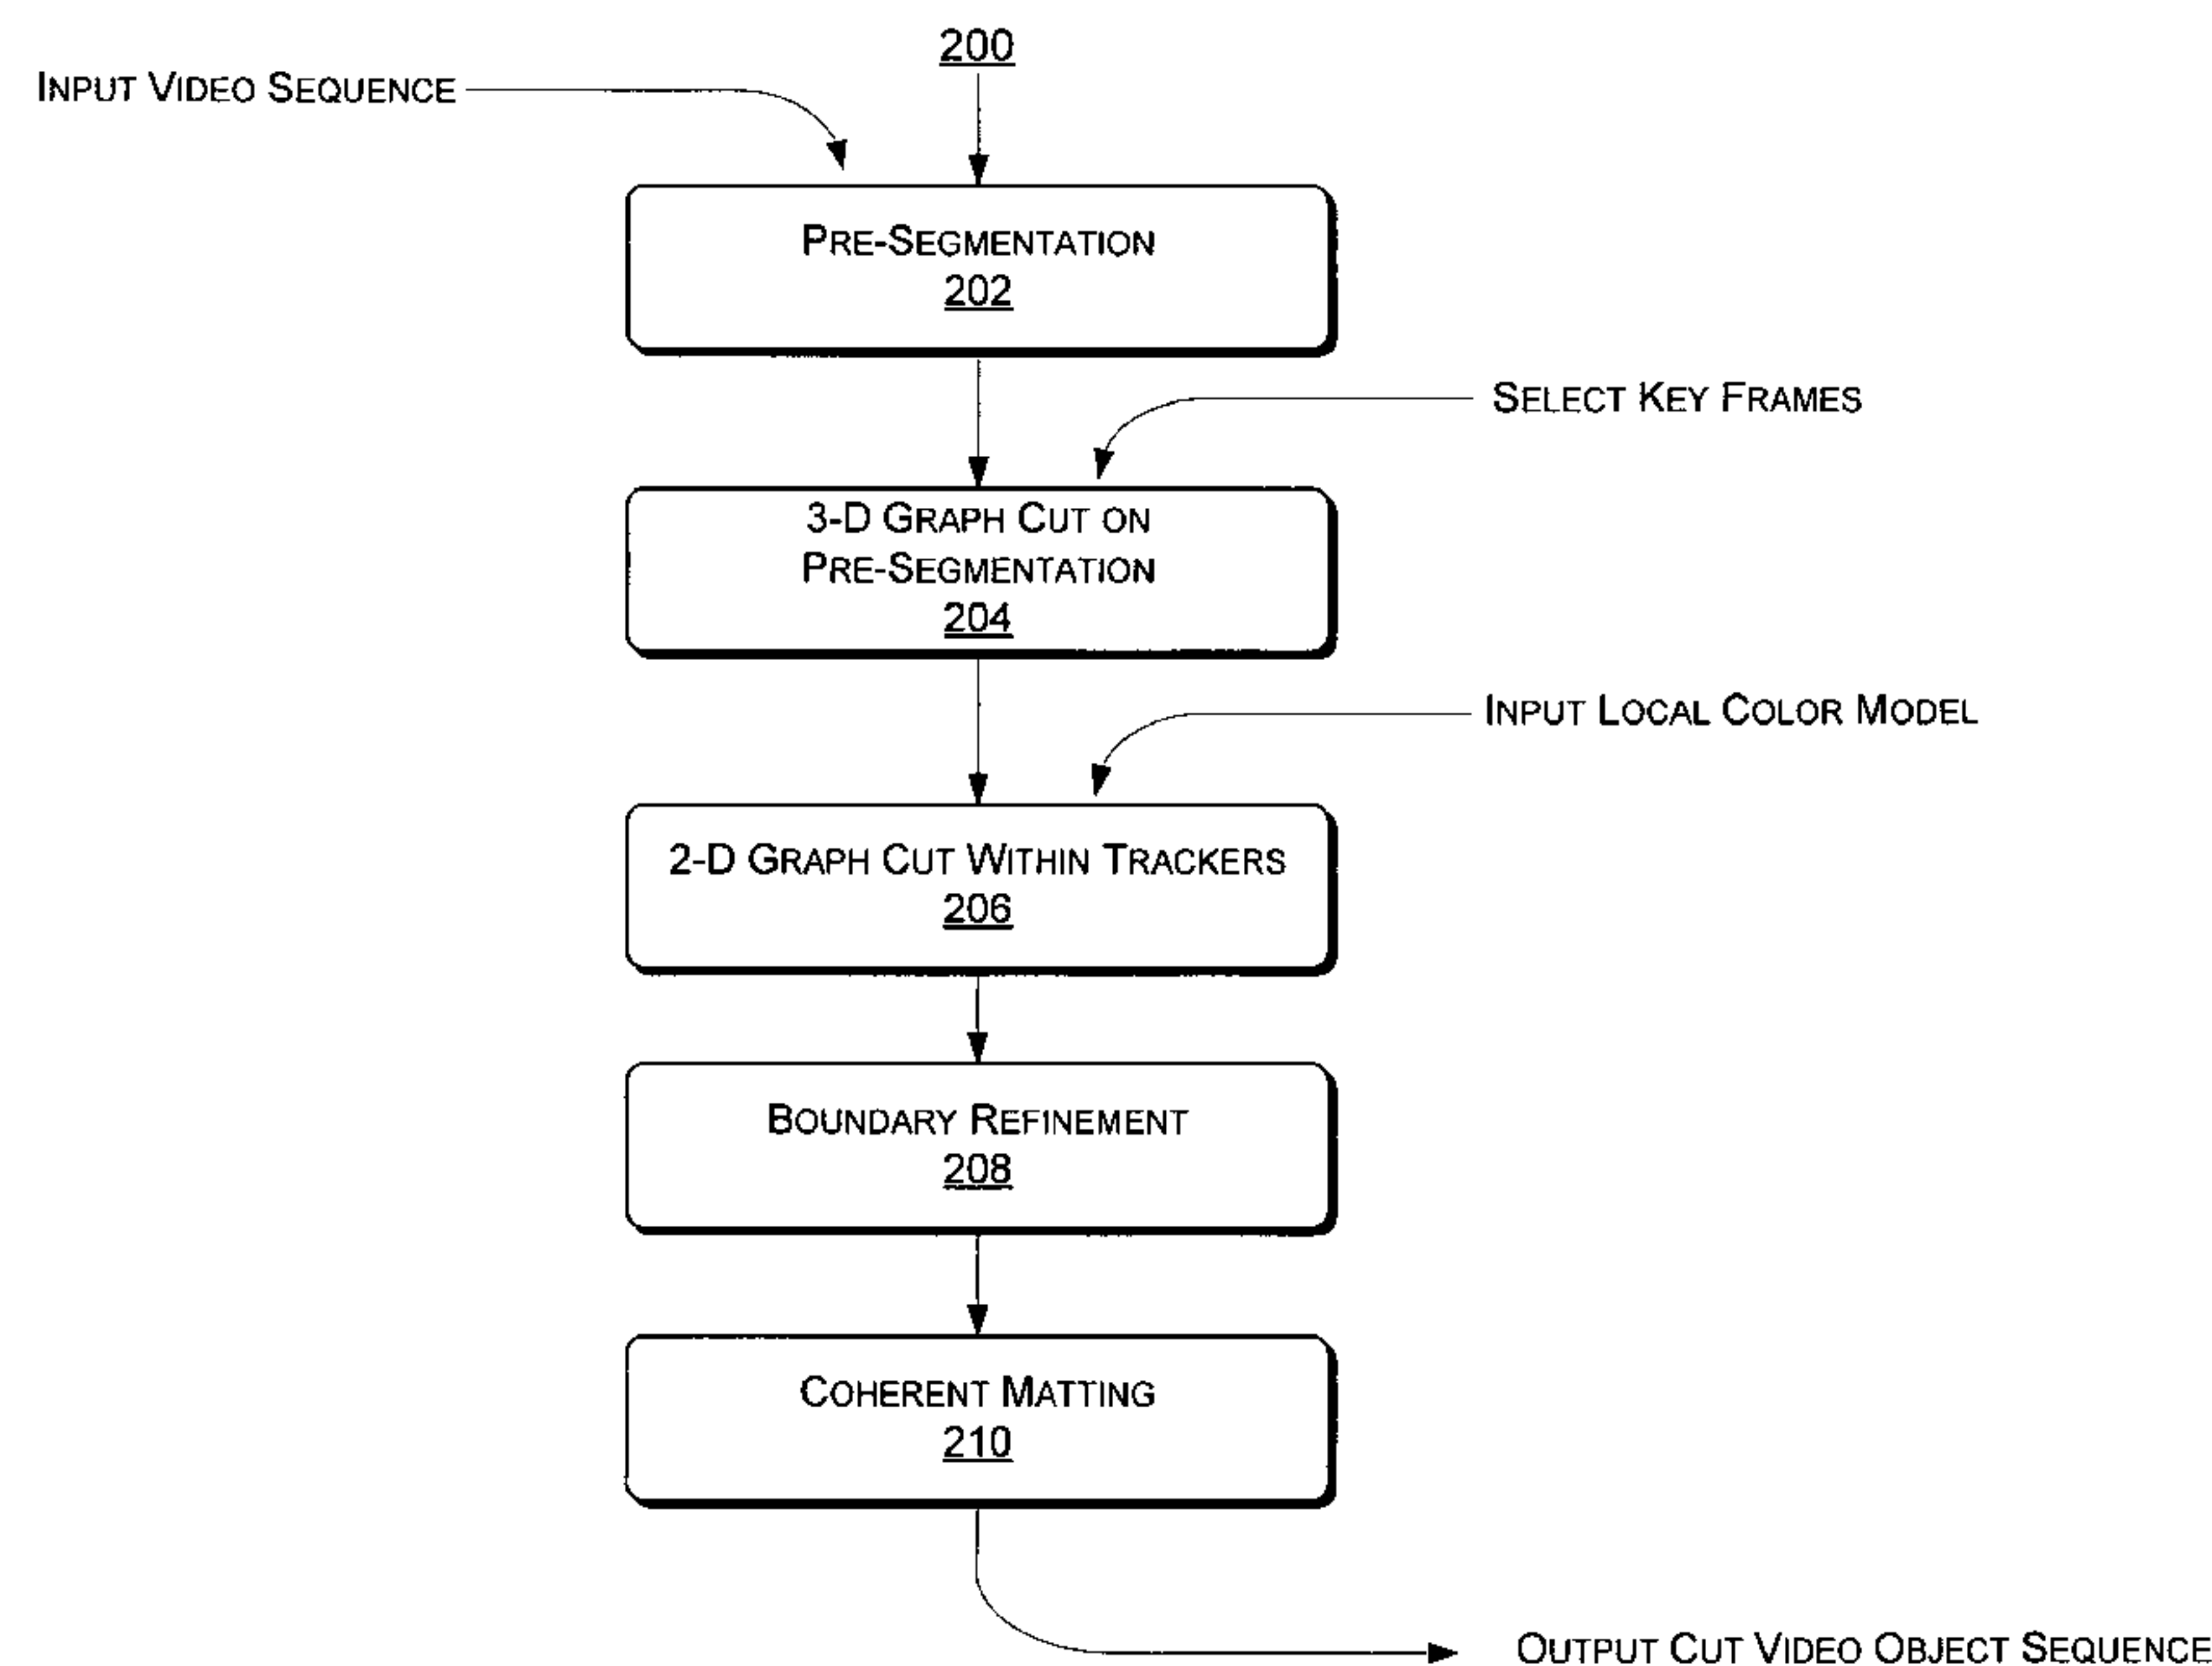 200
INPUT VIDEO SEQUENCE
PRE-SEGMENTATION
202
SELECT KEY FRAMES
3-D GRAPH CUT ON
PRE-SEGMENTATION
204
INPUT LOCAL COLOR MODEL
2-D GRAPH CUT WITHIN TRACKERS
206
BOUNDARY REFINEMENT
208
COHERENT MATTING
210
OUTPUT CUT VIDEO OBJECT SEQUENCE